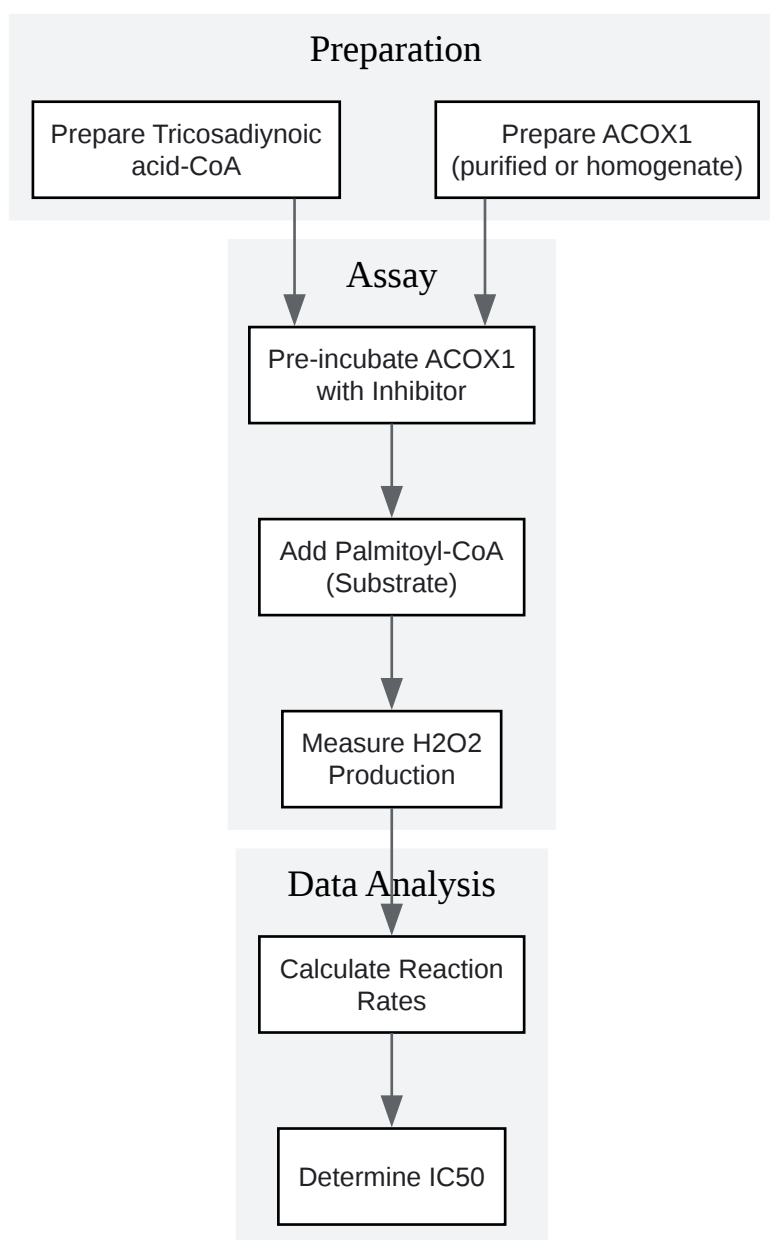 Preparation
Prepare Tricosadiynoic
acid-CoA
Prepare ACOX1
(purified or homogenate)
Assay
Pre-incubate ACOX1
with Inhibitor
Add Palmitoyl-CoA
(Substrate)
Measure H2O2
Production
Data Analysis
Calculate Reaction
Rates
Determine IC50